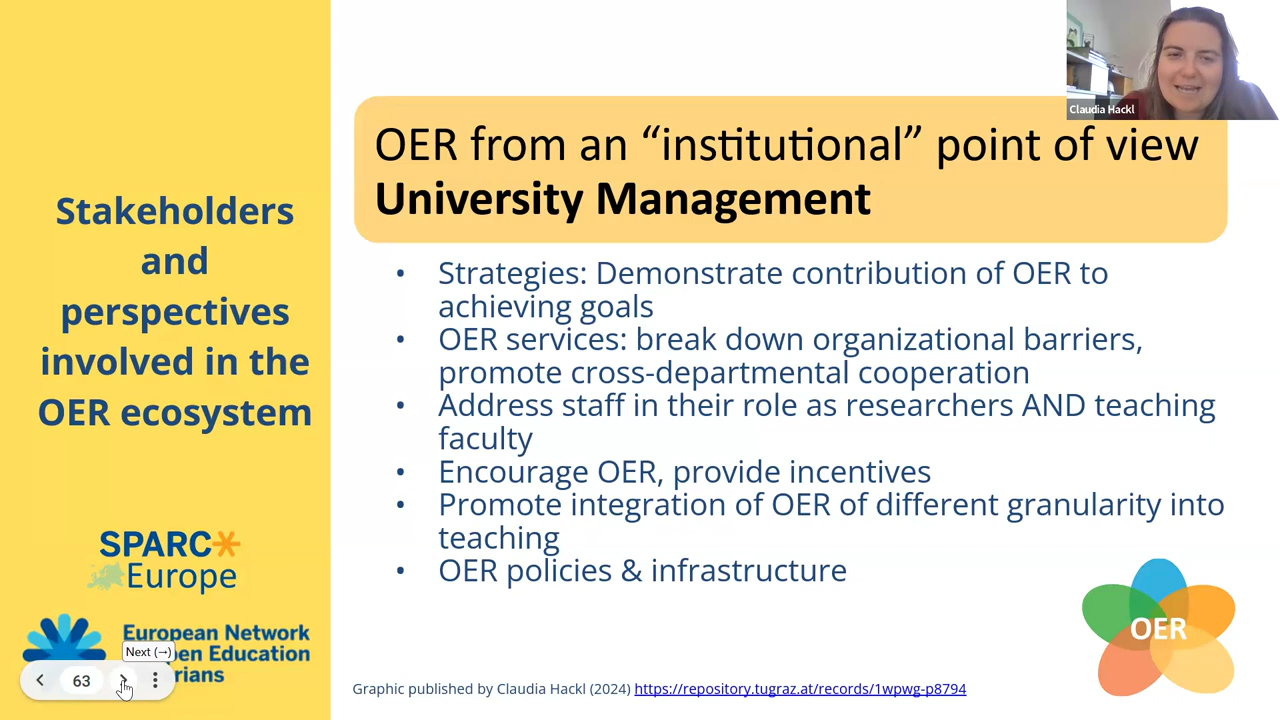 Claudia Hackl
Stakeholders
and
perspectives
involved in the
OER ecosystem
SPARC
Europe
European Network
pen Education
rians
Next (→)
63
OER from an “institutional” point of view
University Management
• Strategies: Demonstrate contribution of OER to
achieving goals
• OER services: break down organizational barriers,
promote cross-departmental cooperation
• Address staff in their role as researchers AND teaching
faculty
• Encourage OER, provide incentives
• Promote integration of OER of different granularity into
teaching
• OER policies & infrastructure
OER
Graphic published by Claudia Hackl (2024) https://repository.tugraz.at/records/1wpwg-p8794